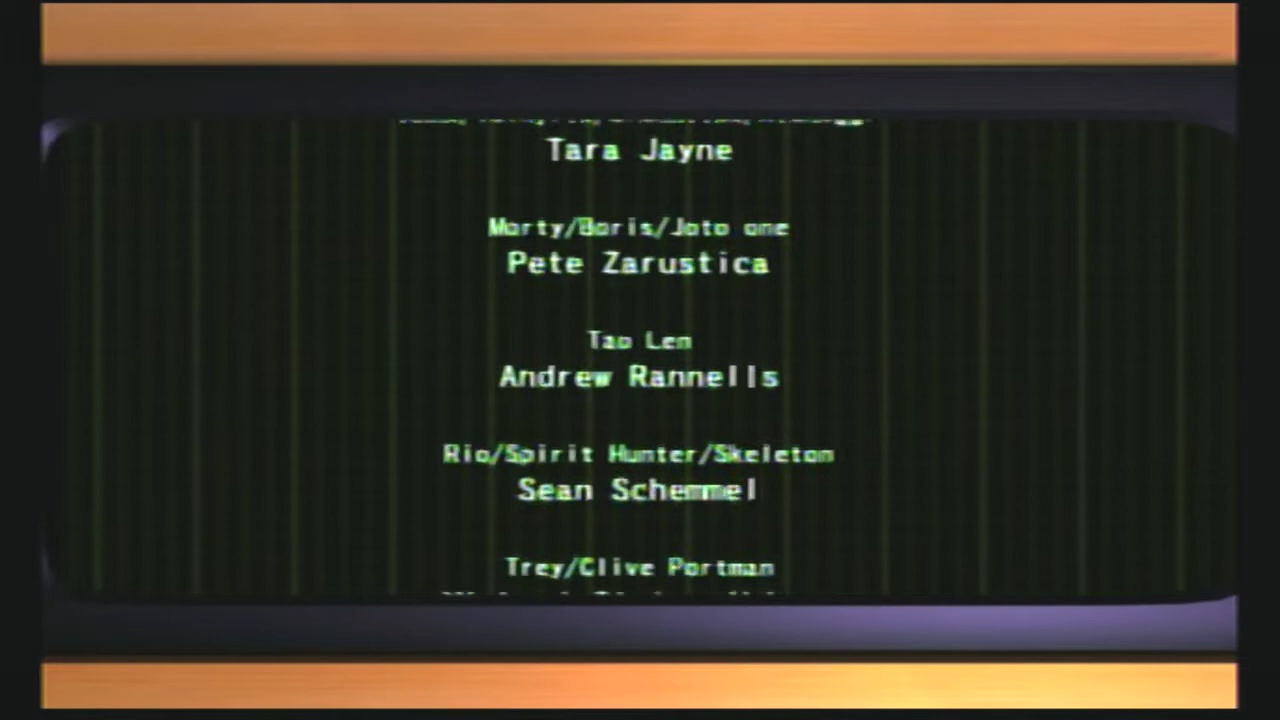 Tara Jayne
Morty/Boris/Joto one
Pete Zarustica
Tao Len
Andrew Rannells
Rio/Spirit Hunter/Skeleton
Sean Schemmel
Trey/Clive Portman